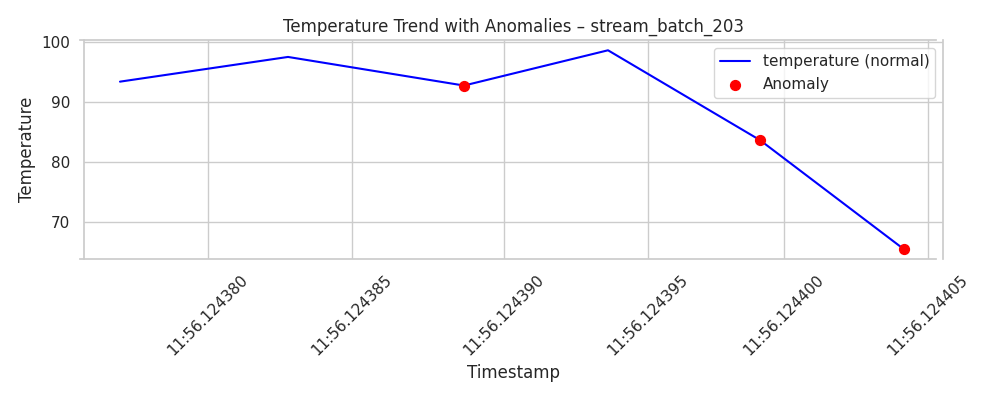 Temperature Trend with Anomalies – stream_batch_203
temperature (normal)
Anomaly
Temperature
100
90
80
70
11:56.124380
11:56.124385
11:56.124390
11:56.124395
11:56.124400
11:56.124405
Timestamp